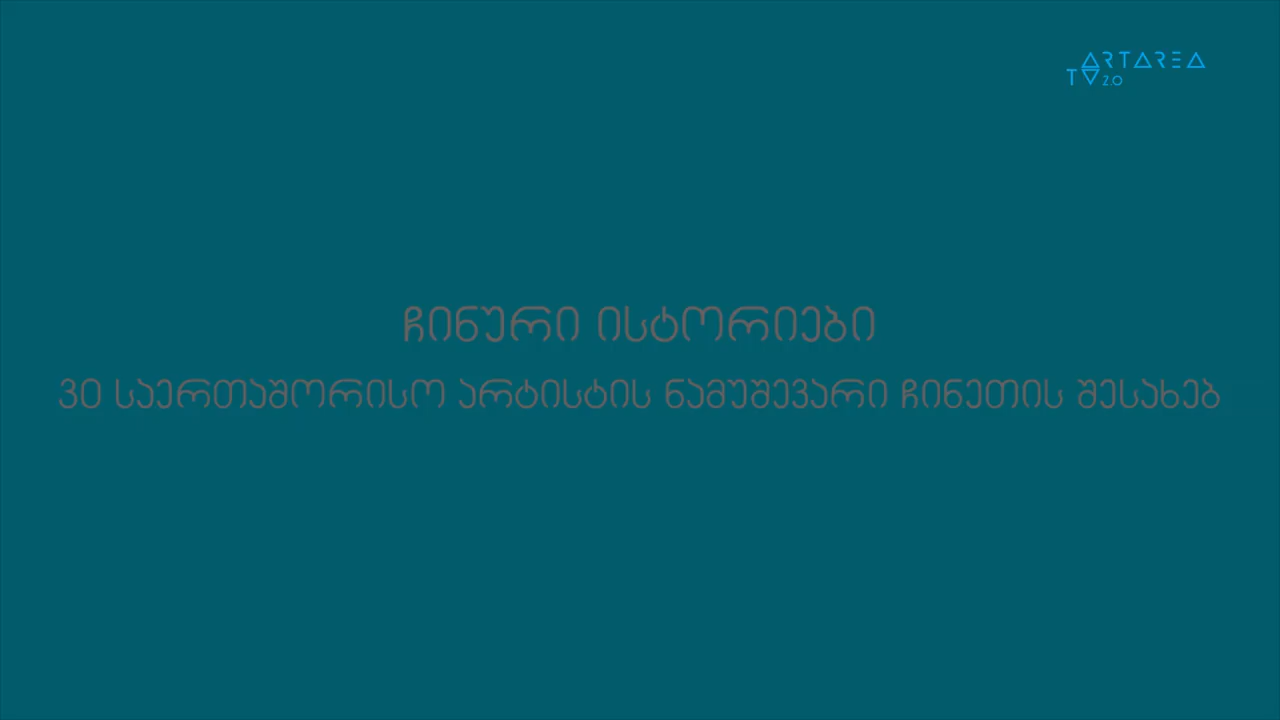 ARTAREA
TV 2.0
ჩინური ისტორიები
30 საერთაშორისო არტისტის ნამუშევარი ჩინეთის შესახებ